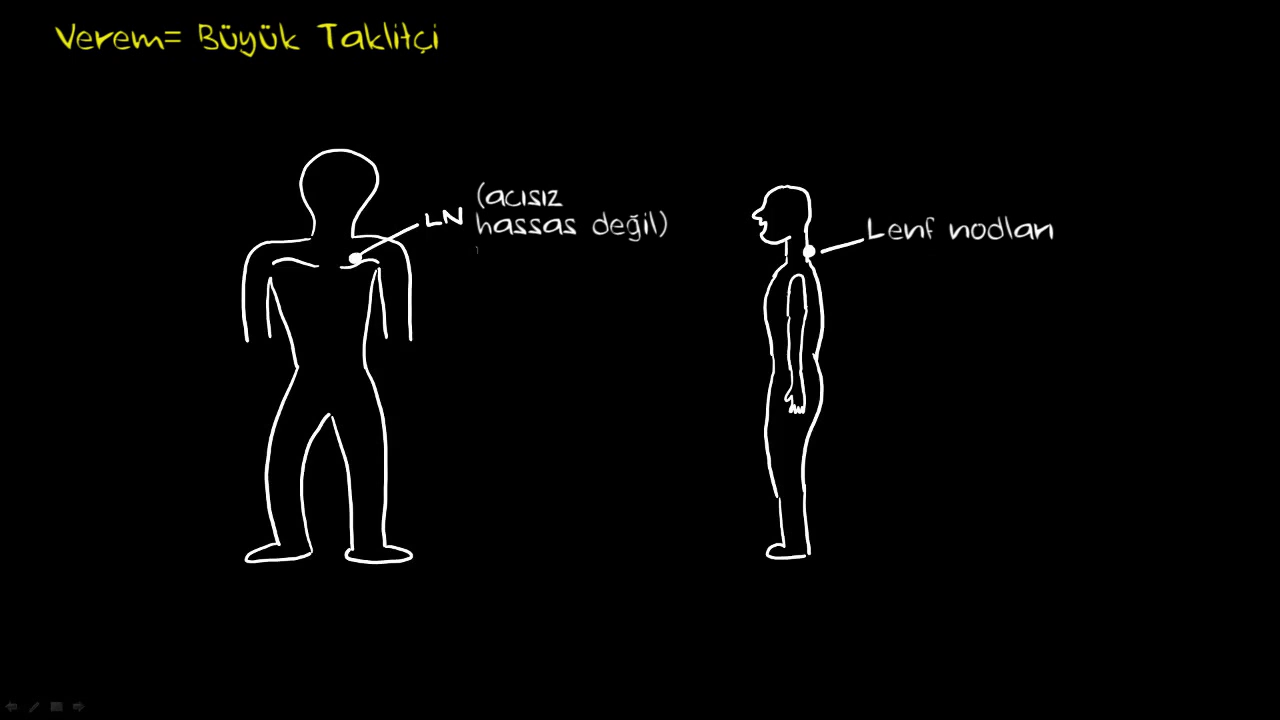 Verem= Büyük Taklitçi
LN
(acısız
hassas değil)
Lenf nodları